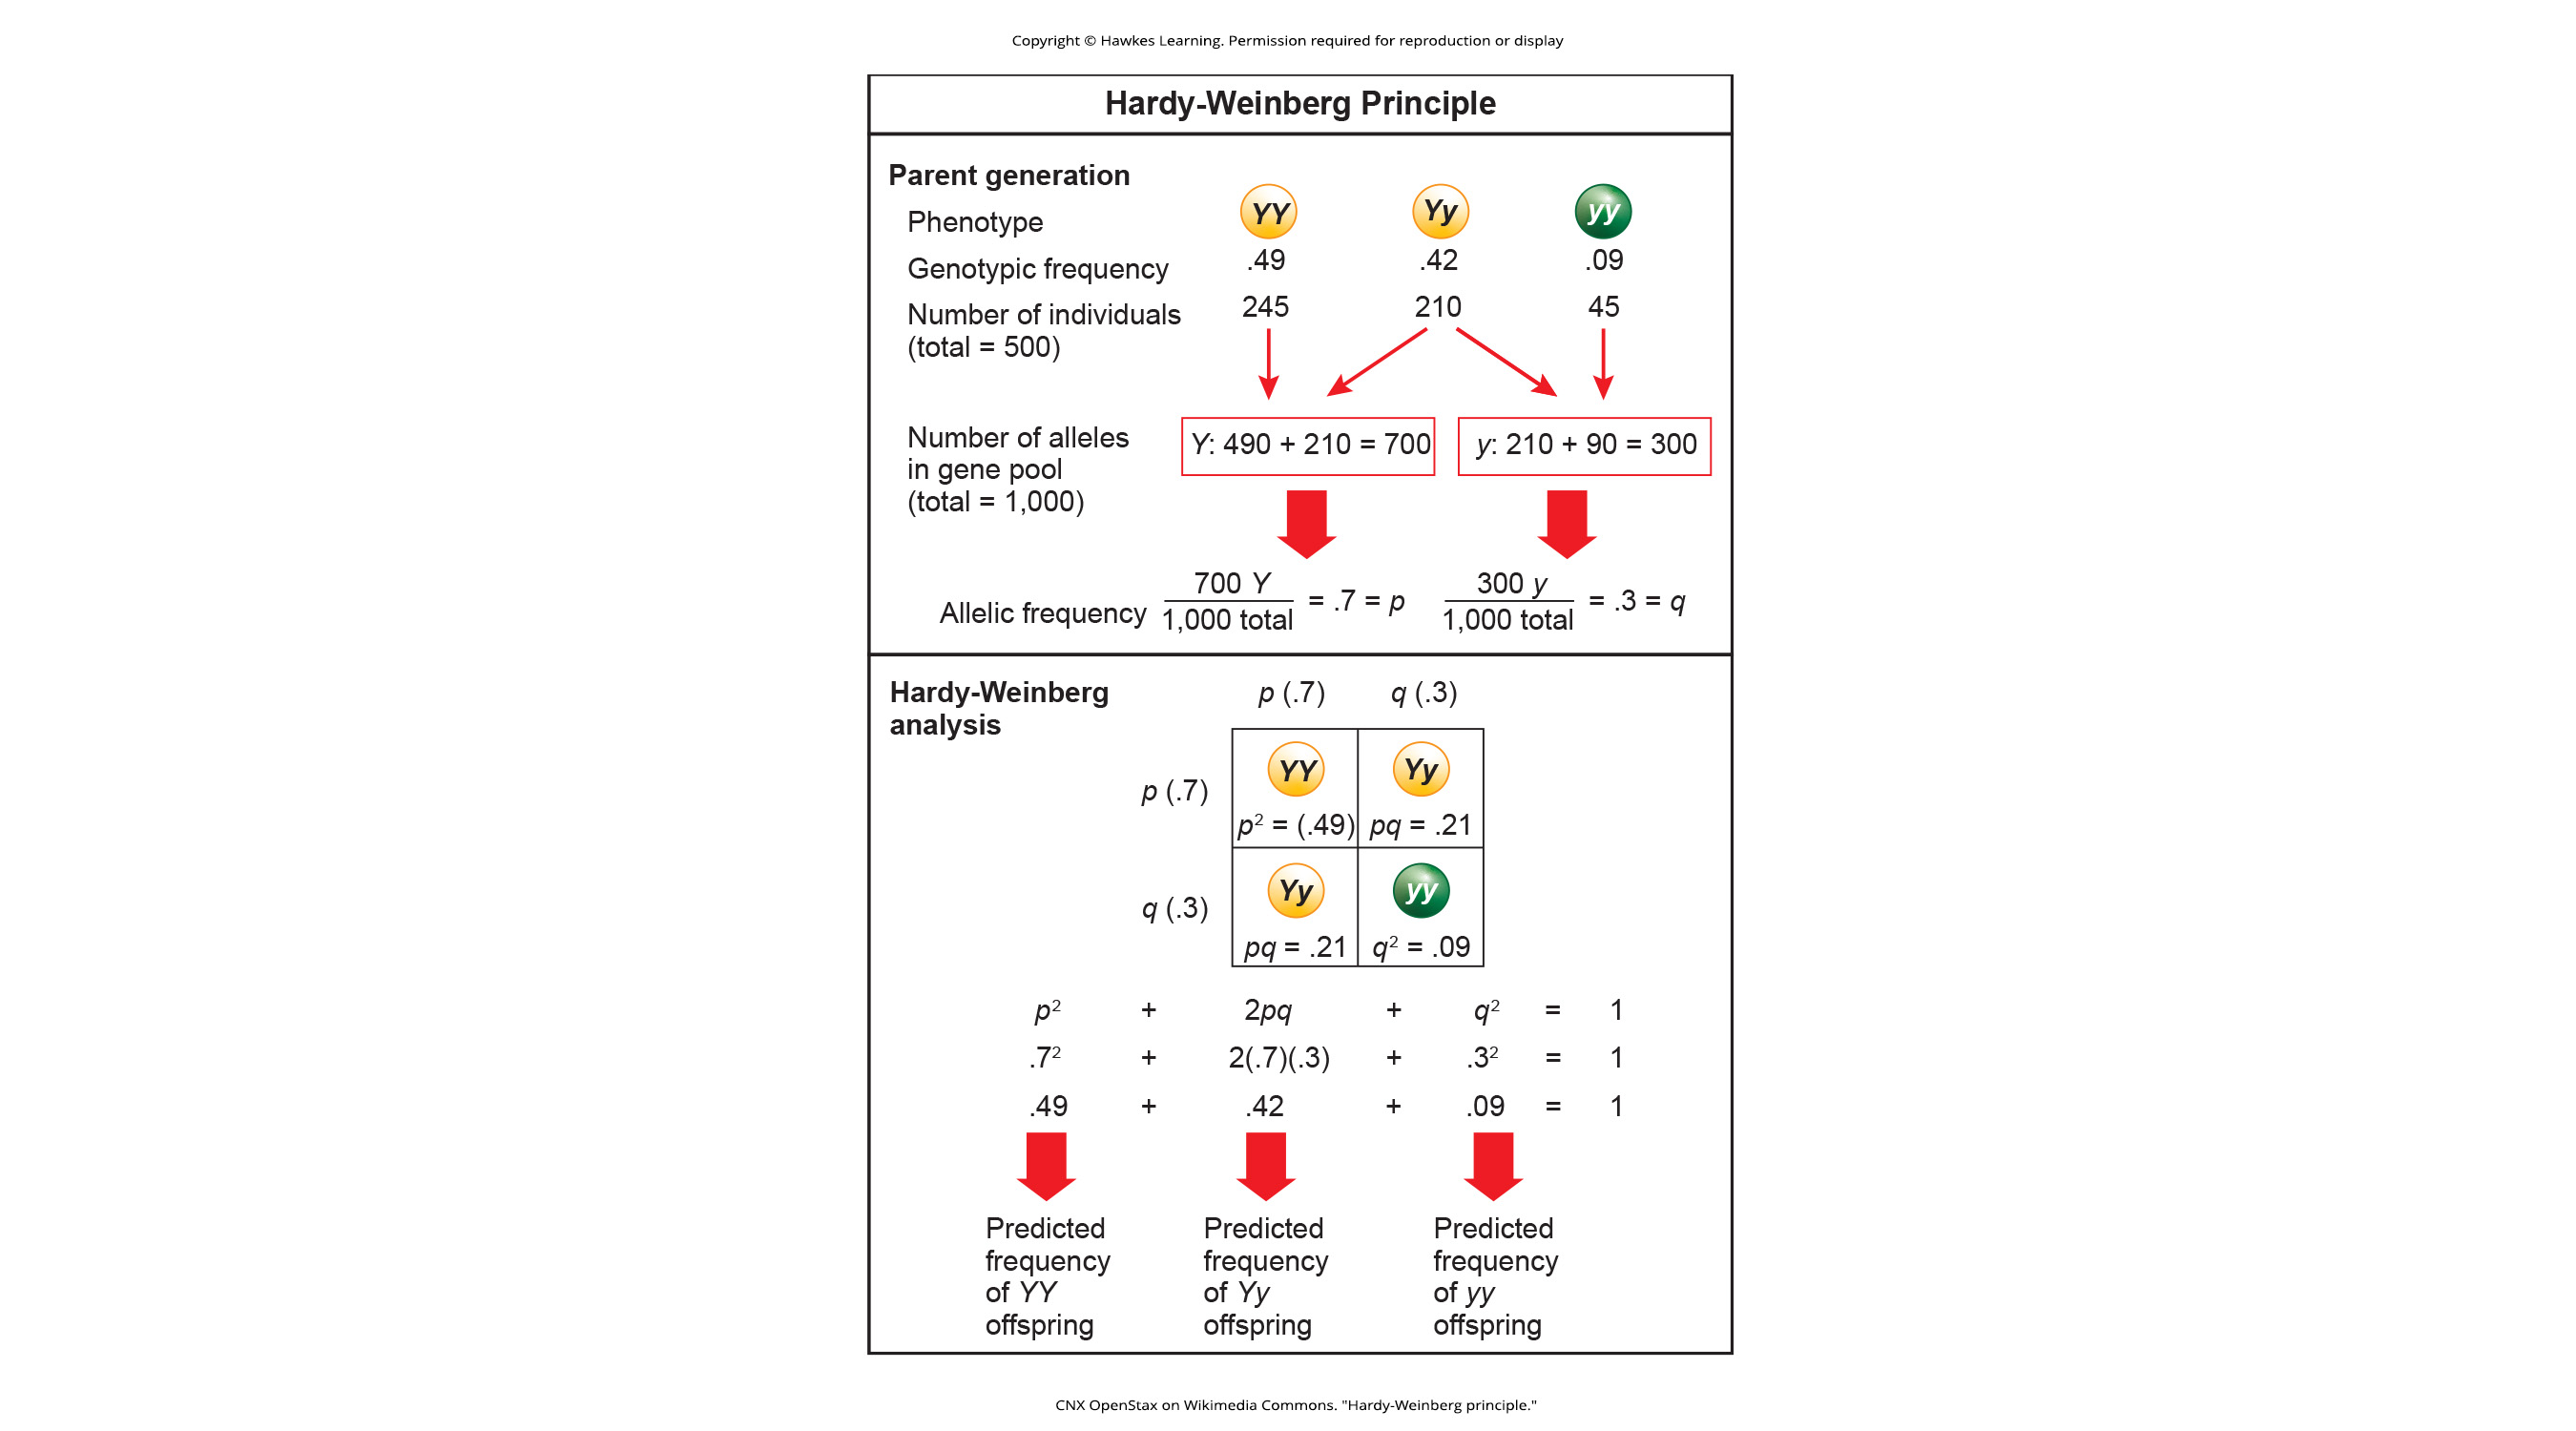 Copyright © Hawkes Learning. Permission required for reproduction or display
Hardy-Weinberg Principle
Parent generation
Phenotype YY Yy yy
Genotypic frequency .49 .42 .09
Number of individuals 245 210 45
(total = 500)
Number of alleles
in gene pool
(total = 1,000)
Y: 490 + 210 = 700 y: 210 + 90 = 300
Allelic frequency
700 Y
1,000 total
= .7 = p
300 y
1,000 total
= .3 = q
Hardy-Weinberg
analysis
p (.7) q (.3)
p (.7)
YY Yy
p² = (.49) pq = .21
q (.3)
Yy yy
pq = .21 q² = .09
p² + 2pq + q² = 1
.7² + 2(.7)(.3) + .3² = 1
.49 + .42 + .09 = 1
Predicted
frequency
of YY
offspring
Predicted
frequency
of Yy
offspring
Predicted
frequency
of yy
offspring
CNX OpenStax on Wikimedia Commons. "Hardy-Weinberg principle."